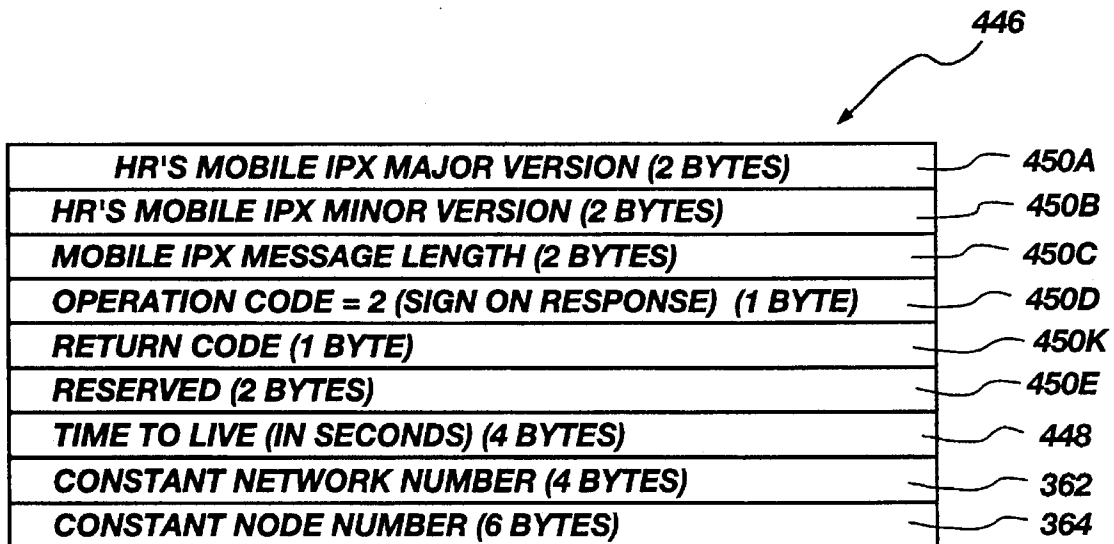 446
HR'S MOBILE IPX MAJOR VERSION (2 BYTES) 450A
HR'S MOBILE IPX MINOR VERSION (2 BYTES) 450B
MOBILE IPX MESSAGE LENGTH (2 BYTES) 450C
OPERATION CODE = 2 (SIGN ON RESPONSE) (1 BYTE) 450D
RETURN CODE (1 BYTE) 450K
RESERVED (2 BYTES) 450E
TIME TO LIVE (IN SECONDS) (4 BYTES) 448
CONSTANT NETWORK NUMBER (4 BYTES) 362
CONSTANT NODE NUMBER (6 BYTES) 364